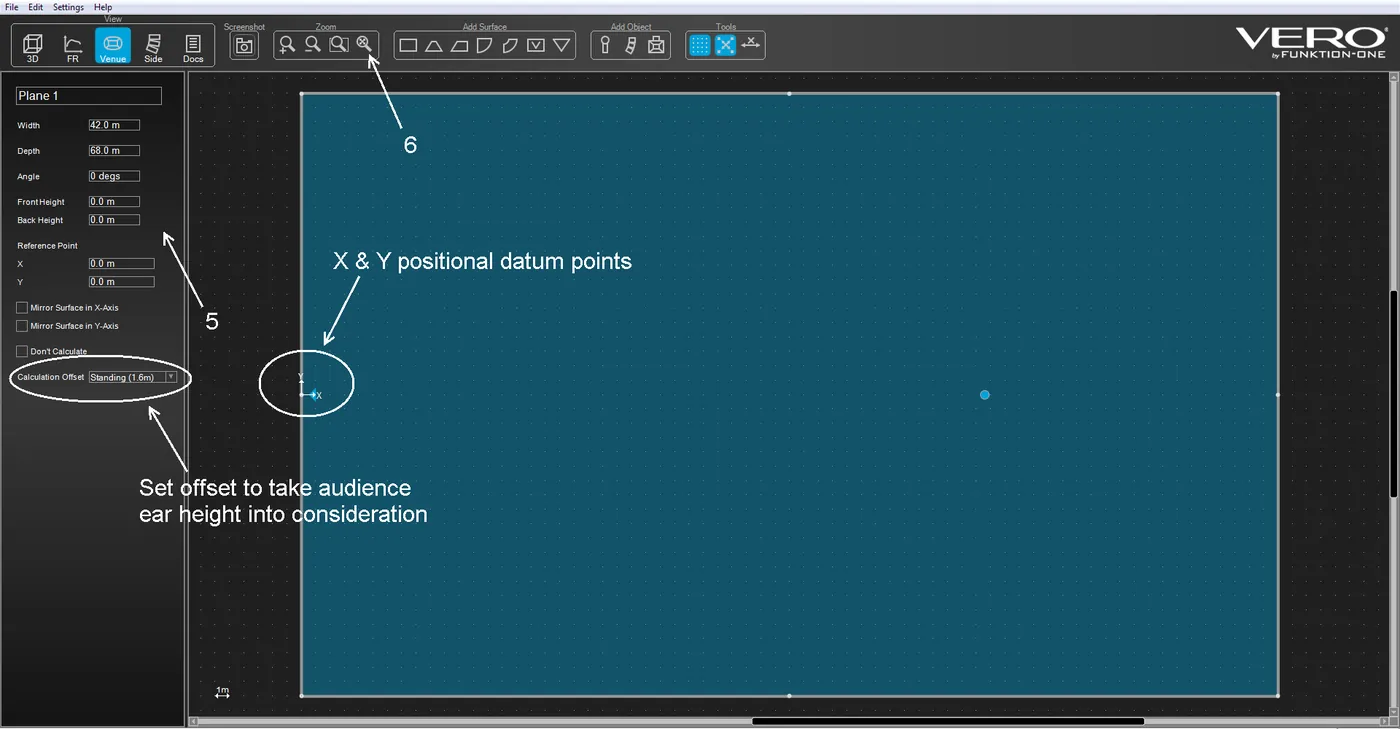 File Edit Settings Help
View
Screenshot
Zoom
Add Surface
Add Object
Tools
3D FR Venue Side Docs
VERO
by FUNKTION-ONE
Plane 1
Width 42.0 m
Depth 68.0 m
Angle 0 degs
Front Height 0.0 m
Back Height 0.0 m
Reference Point
X 0.0 m
Y 0.0 m
Mirror Surface in X-Axis
Mirror Surface in Y-Axis
Don't Calculate
Calculation Offset Standing (1.6m)
6
X & Y positional datum points
5
Y
X
Set offset to take audience
ear height into consideration
1m